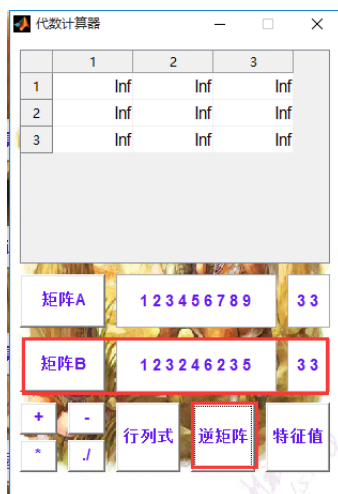 代数计算器
1 2 3
1 Inf Inf Inf
2 Inf Inf Inf
3 Inf Inf Inf
矩阵A 1 2 3 4 5 6 7 8 9 3 3
矩阵B 1 2 3 2 4 6 2 3 5 3 3
+ -
* ./
行列式 逆矩阵 特征值